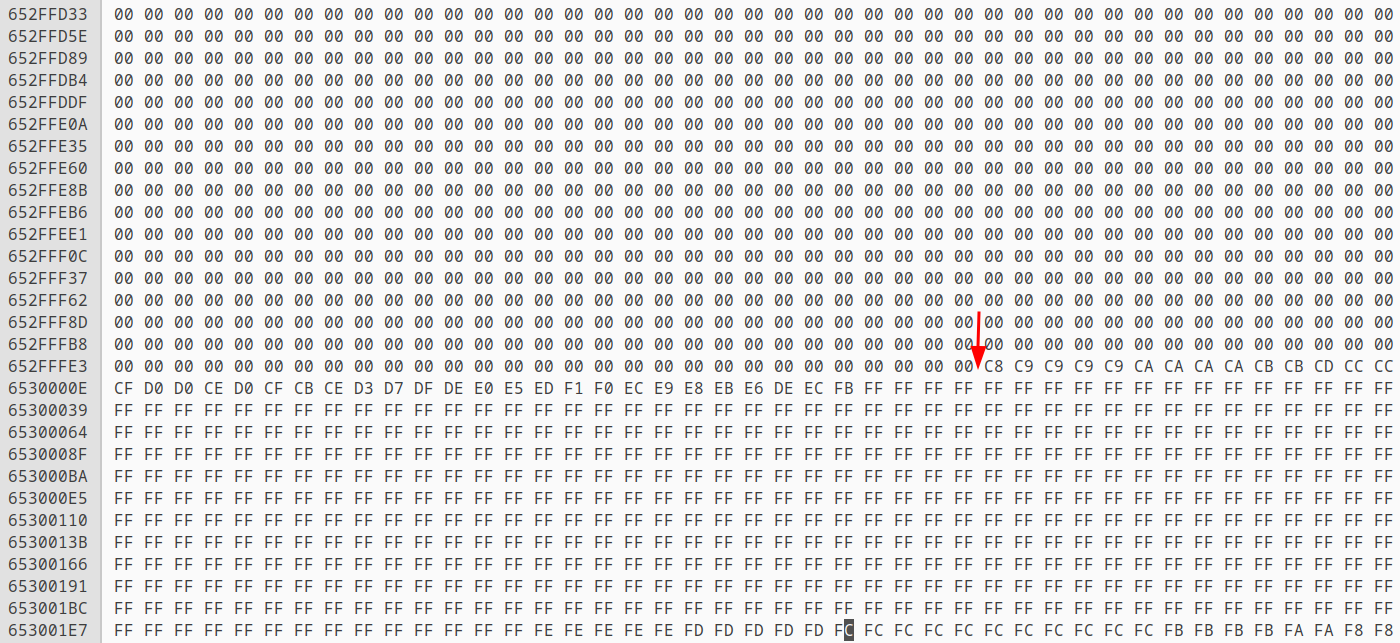 652FFD33 00 00 00 00 00 00 00 00 00 00 00 00 00 00 00 00 00 00 00 00 00 00 00 00 00 00 00 00 00 00 00 00 00 00 00 00 00 00 00 00 00 00 00
652FFD5E 00 00 00 00 00 00 00 00 00 00 00 00 00 00 00 00 00 00 00 00 00 00 00 00 00 00 00 00 00 00 00 00 00 00 00 00 00 00 00 00 00 00 00
652FFD89 00 00 00 00 00 00 00 00 00 00 00 00 00 00 00 00 00 00 00 00 00 00 00 00 00 00 00 00 00 00 00 00 00 00 00 00 00 00 00 00 00 00 00
652FFDB4 00 00 00 00 00 00 00 00 00 00 00 00 00 00 00 00 00 00 00 00 00 00 00 00 00 00 00 00 00 00 00 00 00 00 00 00 00 00 00 00 00 00 00
652FFDDF 00 00 00 00 00 00 00 00 00 00 00 00 00 00 00 00 00 00 00 00 00 00 00 00 00 00 00 00 00 00 00 00 00 00 00 00 00 00 00 00 00 00 00
652FFE0A 00 00 00 00 00 00 00 00 00 00 00 00 00 00 00 00 00 00 00 00 00 00 00 00 00 00 00 00 00 00 00 00 00 00 00 00 00 00 00 00 00 00 00
652FFE35 00 00 00 00 00 00 00 00 00 00 00 00 00 00 00 00 00 00 00 00 00 00 00 00 00 00 00 00 00 00 00 00 00 00 00 00 00 00 00 00 00 00 00
652FFE60 00 00 00 00 00 00 00 00 00 00 00 00 00 00 00 00 00 00 00 00 00 00 00 00 00 00 00 00 00 00 00 00 00 00 00 00 00 00 00 00 00 00 00
652FFE8B 00 00 00 00 00 00 00 00 00 00 00 00 00 00 00 00 00 00 00 00 00 00 00 00 00 00 00 00 00 00 00 00 00 00 00 00 00 00 00 00 00 00 00
652FFEB6 00 00 00 00 00 00 00 00 00 00 00 00 00 00 00 00 00 00 00 00 00 00 00 00 00 00 00 00 00 00 00 00 00 00 00 00 00 00 00 00 00 00 00
652FFEE1 00 00 00 00 00 00 00 00 00 00 00 00 00 00 00 00 00 00 00 00 00 00 00 00 00 00 00 00 00 00 00 00 00 00 00 00 00 00 00 00 00 00 00
652FFF0C 00 00 00 00 00 00 00 00 00 00 00 00 00 00 00 00 00 00 00 00 00 00 00 00 00 00 00 00 00 00 00 00 00 00 00 00 00 00 00 00 00 00 00
652FFF37 00 00 00 00 00 00 00 00 00 00 00 00 00 00 00 00 00 00 00 00 00 00 00 00 00 00 00 00 00 00 00 00 00 00 00 00 00 00 00 00 00 00 00
652FFF62 00 00 00 00 00 00 00 00 00 00 00 00 00 00 00 00 00 00 00 00 00 00 00 00 00 00 00 00 00 00 00 00 00 00 00 00 00 00 00 00 00 00 00
652FFF8D 00 00 00 00 00 00 00 00 00 00 00 00 00 00 00 00 00 00 00 00 00 00 00 00 00 00 00 00 00 00 00 00 00 00 00 00 00 00 00 00 00 00 00
652FFFB8 00 00 00 00 00 00 00 00 00 00 00 00 00 00 00 00 00 00 00 00 00 00 00 00 00 00 00 00 00 00 00 00 00 00 00 00 00 00 00 00 00 00 00
652FFFE3 00 00 00 00 00 00 00 00 00 00 00 00 00 00 00 00 00 00 00 00 00 00 00 00 00 00 00 00 00 C8 C9 C9 C9 C9 CA CA CA CA CB CB CD CC CC
6530000E CF D0 D0 CE D0 CF CB CE D3 D7 DF DE E0 E5 ED F1 F0 EC E9 E8 EB E6 DE EC FB FF FF FF FF FF FF FF FF FF FF FF FF FF FF FF FF FF FF
65300039 FF FF FF FF FF FF FF FF FF FF FF FF FF FF FF FF FF FF FF FF FF FF FF FF FF FF FF FF FF FF FF FF FF FF FF FF FF FF FF FF FF FF FF
65300064 FF FF FF FF FF FF FF FF FF FF FF FF FF FF FF FF FF FF FF FF FF FF FF FF FF FF FF FF FF FF FF FF FF FF FF FF FF FF FF FF FF FF FF
6530008F FF FF FF FF FF FF FF FF FF FF FF FF FF FF FF FF FF FF FF FF FF FF FF FF FF FF FF FF FF FF FF FF FF FF FF FF FF FF FF FF FF FF FF
653000BA FF FF FF FF FF FF FF FF FF FF FF FF FF FF FF FF FF FF FF FF FF FF FF FF FF FF FF FF FF FF FF FF FF FF FF FF FF FF FF FF FF FF FF
653000E5 FF FF FF FF FF FF FF FF FF FF FF FF FF FF FF FF FF FF FF FF FF FF FF FF FF FF FF FF FF FF FF FF FF FF FF FF FF FF FF FF FF FF FF
65300110 FF FF FF FF FF FF FF FF FF FF FF FF FF FF FF FF FF FF FF FF FF FF FF FF FF FF FF FF FF FF FF FF FF FF FF FF FF FF FF FF FF FF FF
6530013B FF FF FF FF FF FF FF FF FF FF FF FF FF FF FF FF FF FF FF FF FF FF FF FF FF FF FF FF FF FF FF FF FF FF FF FF FF FF FF FF FF FF FF
65300166 FF FF FF FF FF FF FF FF FF FF FF FF FF FF FF FF FF FF FF FF FF FF FF FF FF FF FF FF FF FF FF FF FF FF FF FF FF FF FF FF FF FF FF
65300191 FF FF FF FF FF FF FF FF FF FF FF FF FF FF FF FF FF FF FF FF FF FF FF FF FF FF FF FF FF FF FF FF FF FF FF FF FF FF FF FF FF FF FF
653001BC FF FF FF FF FF FF FF FF FF FF FF FF FF FF FF FF FF FF FF FF FF FF FF FF FF FF FF FF FF FF FF FF FF FF FF FF FF FF FF FF FF FF FF
653001E7 FF FF FF FF FF FF FF FF FF FF FF FF FF FF FE FE FE FE FE FD FD FD FD FD FC FC FC FC FC FC FC FC FC FC FC FB FB FB FB FA FA F8 F8